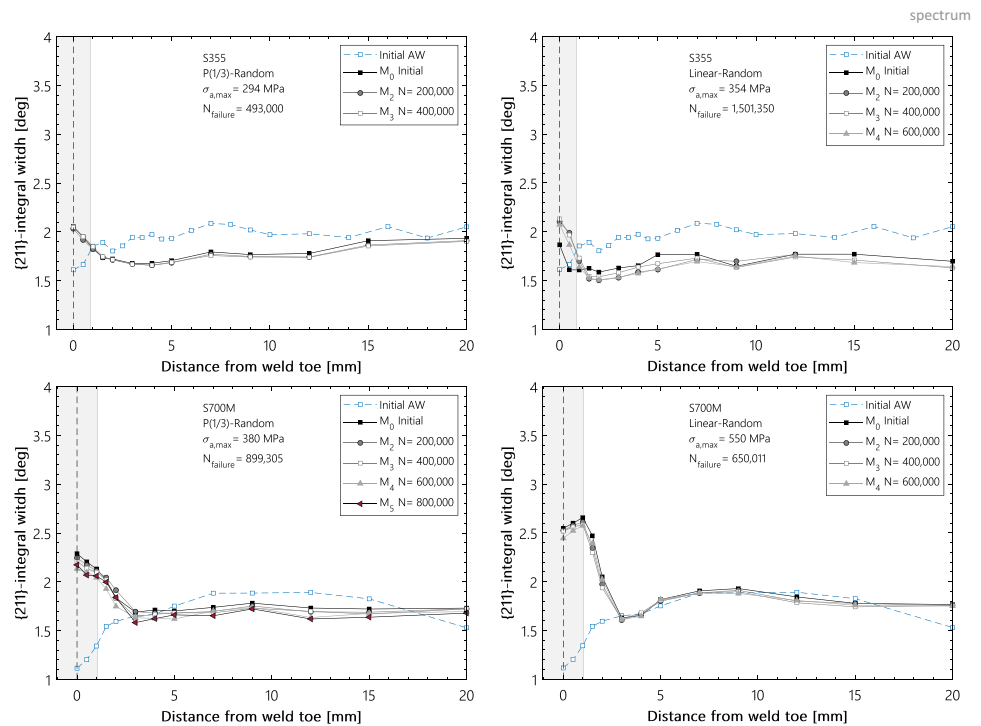 spectrum
{211}-integral witdh [deg]
4
3.5
3
2.5
2
1.5
1
S355
P(1/3)-Random
σa,max = 294 MPa
Nfailure = 493,000
Initial AW
M0 Initial
M2 N= 200,000
M3 N= 400,000
0 5 10 15 20
Distance from weld toe [mm]
{211}-integral witdh [deg]
4
3.5
3
2.5
2
1.5
1
S355
Linear-Random
σa,max = 354 MPa
Nfailure = 1,501,350
Initial AW
M0 Initial
M2 N= 200,000
M3 N= 400,000
M4 N= 600,000
0 5 10 15 20
Distance from weld toe [mm]
{211}-integral witdh [deg]
4
3.5
3
2.5
2
1.5
1
S700M
P(1/3)-Random
σa,max = 380 MPa
Nfailure = 899,305
Initial AW
M0 Initial
M2 N= 200,000
M3 N= 400,000
M4 N= 600,000
M5 N= 800,000
0 5 10 15 20
Distance from weld toe [mm]
{211}-integral witdh [deg]
4
3.5
3
2.5
2
1.5
1
S700M
Linear-Random
σa,max = 550 MPa
Nfailure = 650,011
Initial AW
M0 Initial
M2 N= 200,000
M3 N= 400,000
M4 N= 600,000
0 5 10 15 20
Distance from weld toe [mm]